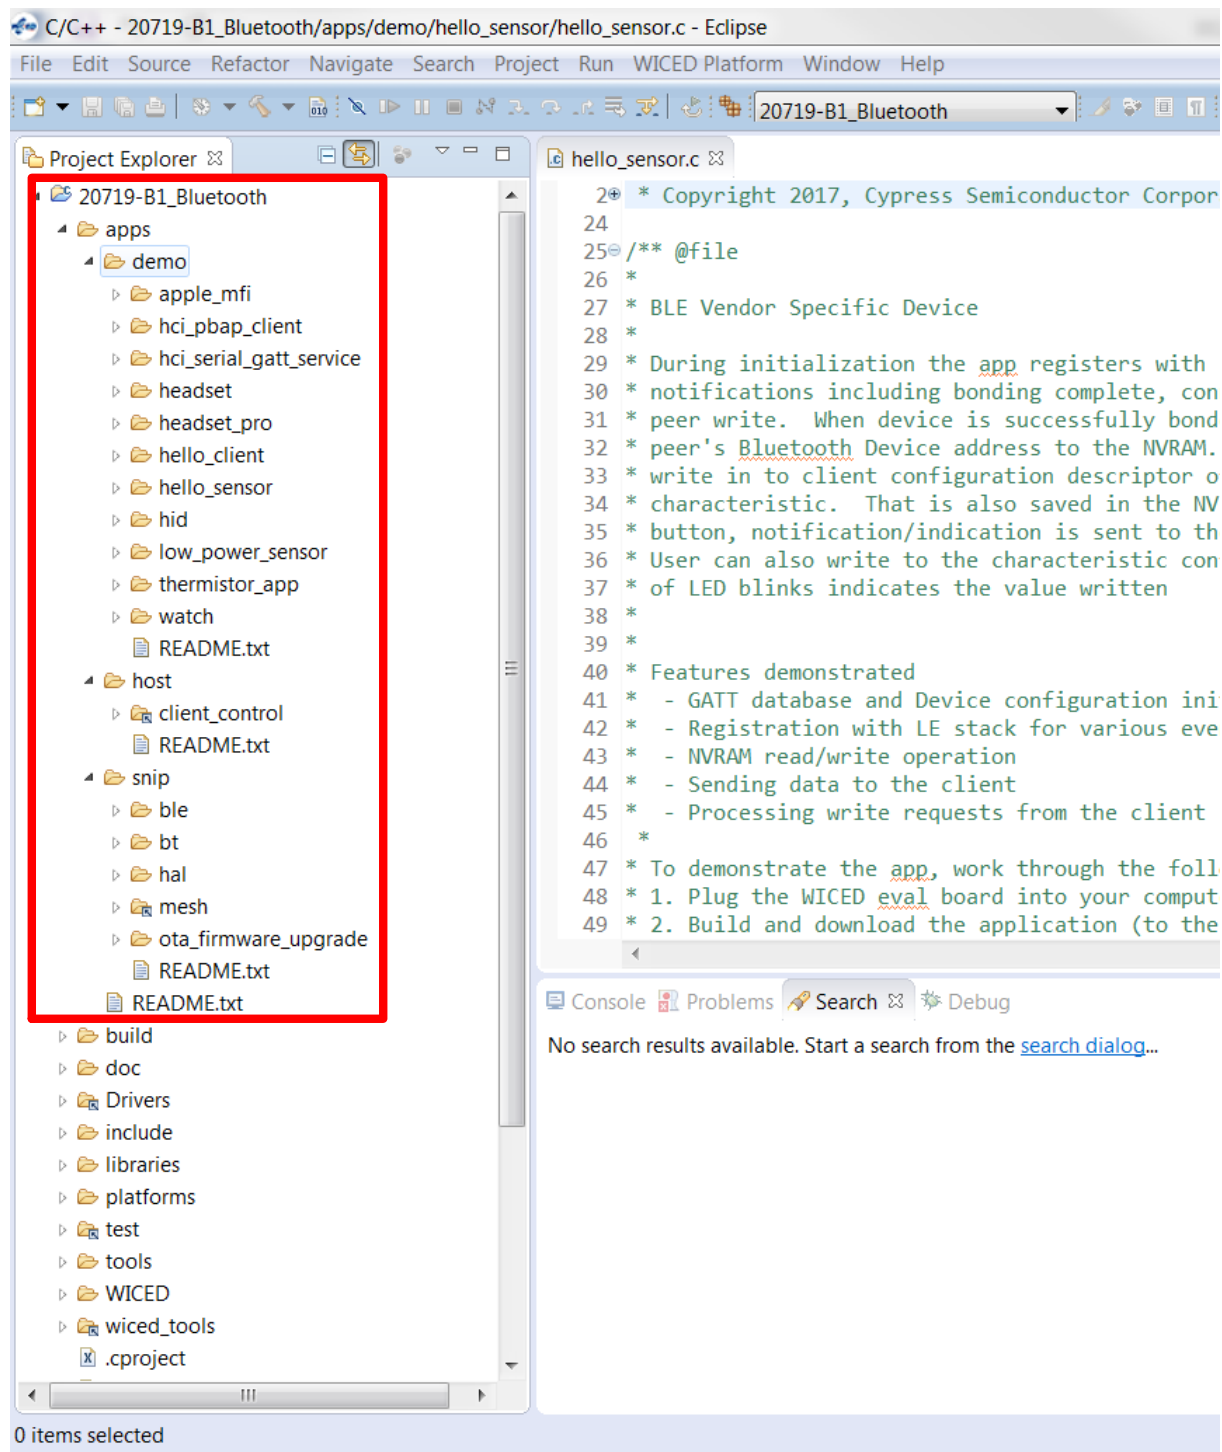 C/C++ - 20719-B1_Bluetooth/apps/demo/hello_sensor/hello_sensor.c - Eclipse
File Edit Source Refactor Navigate Search Project Run WICED Platform Window Help
010 20719-B1_Bluetooth
Project Explorer
20719-B1_Bluetooth
apps
demo
apple_mfi
hci_pbap_client
hci_serial_gatt_service
headset
headset_pro
hello_client
hello_sensor
hid
low_power_sensor
thermistor_app
watch
README.txt
host
client_control
README.txt
snip
ble
bt
hal
mesh
ota_firmware_upgrade
README.txt
README.txt
build
doc
Drivers
include
libraries
platforms
test
tools
WICED
wiced_tools
.cproject
0 items selected
hello_sensor.c
2 * Copyright 2017, Cypress Semiconductor Corpor
24
25 /** @file
26 *
27 * BLE Vendor Specific Device
28 *
29 * During initialization the app registers with
30 * notifications including bonding complete, con
31 * peer write. When device is successfully bond
32 * peer's Bluetooth Device address to the NVRAM.
33 * write in to client configuration descriptor o
34 * characteristic. That is also saved in the NV
35 * button, notification/indication is sent to th
36 * User can also write to the characteristic con
37 * of LED blinks indicates the value written
38 *
39 *
40 * Features demonstrated
41 * - GATT database and Device configuration ini
42 * - Registration with LE stack for various eve
43 * - NVRAM read/write operation
44 * - Sending data to the client
45 * - Processing write requests from the client
46 *
47 * To demonstrate the app, work through the foll
48 * 1. Plug the WICED eval board into your comput
49 * 2. Build and download the application (to the
Console Problems Search Debug
No search results available. Start a search from the search dialog...